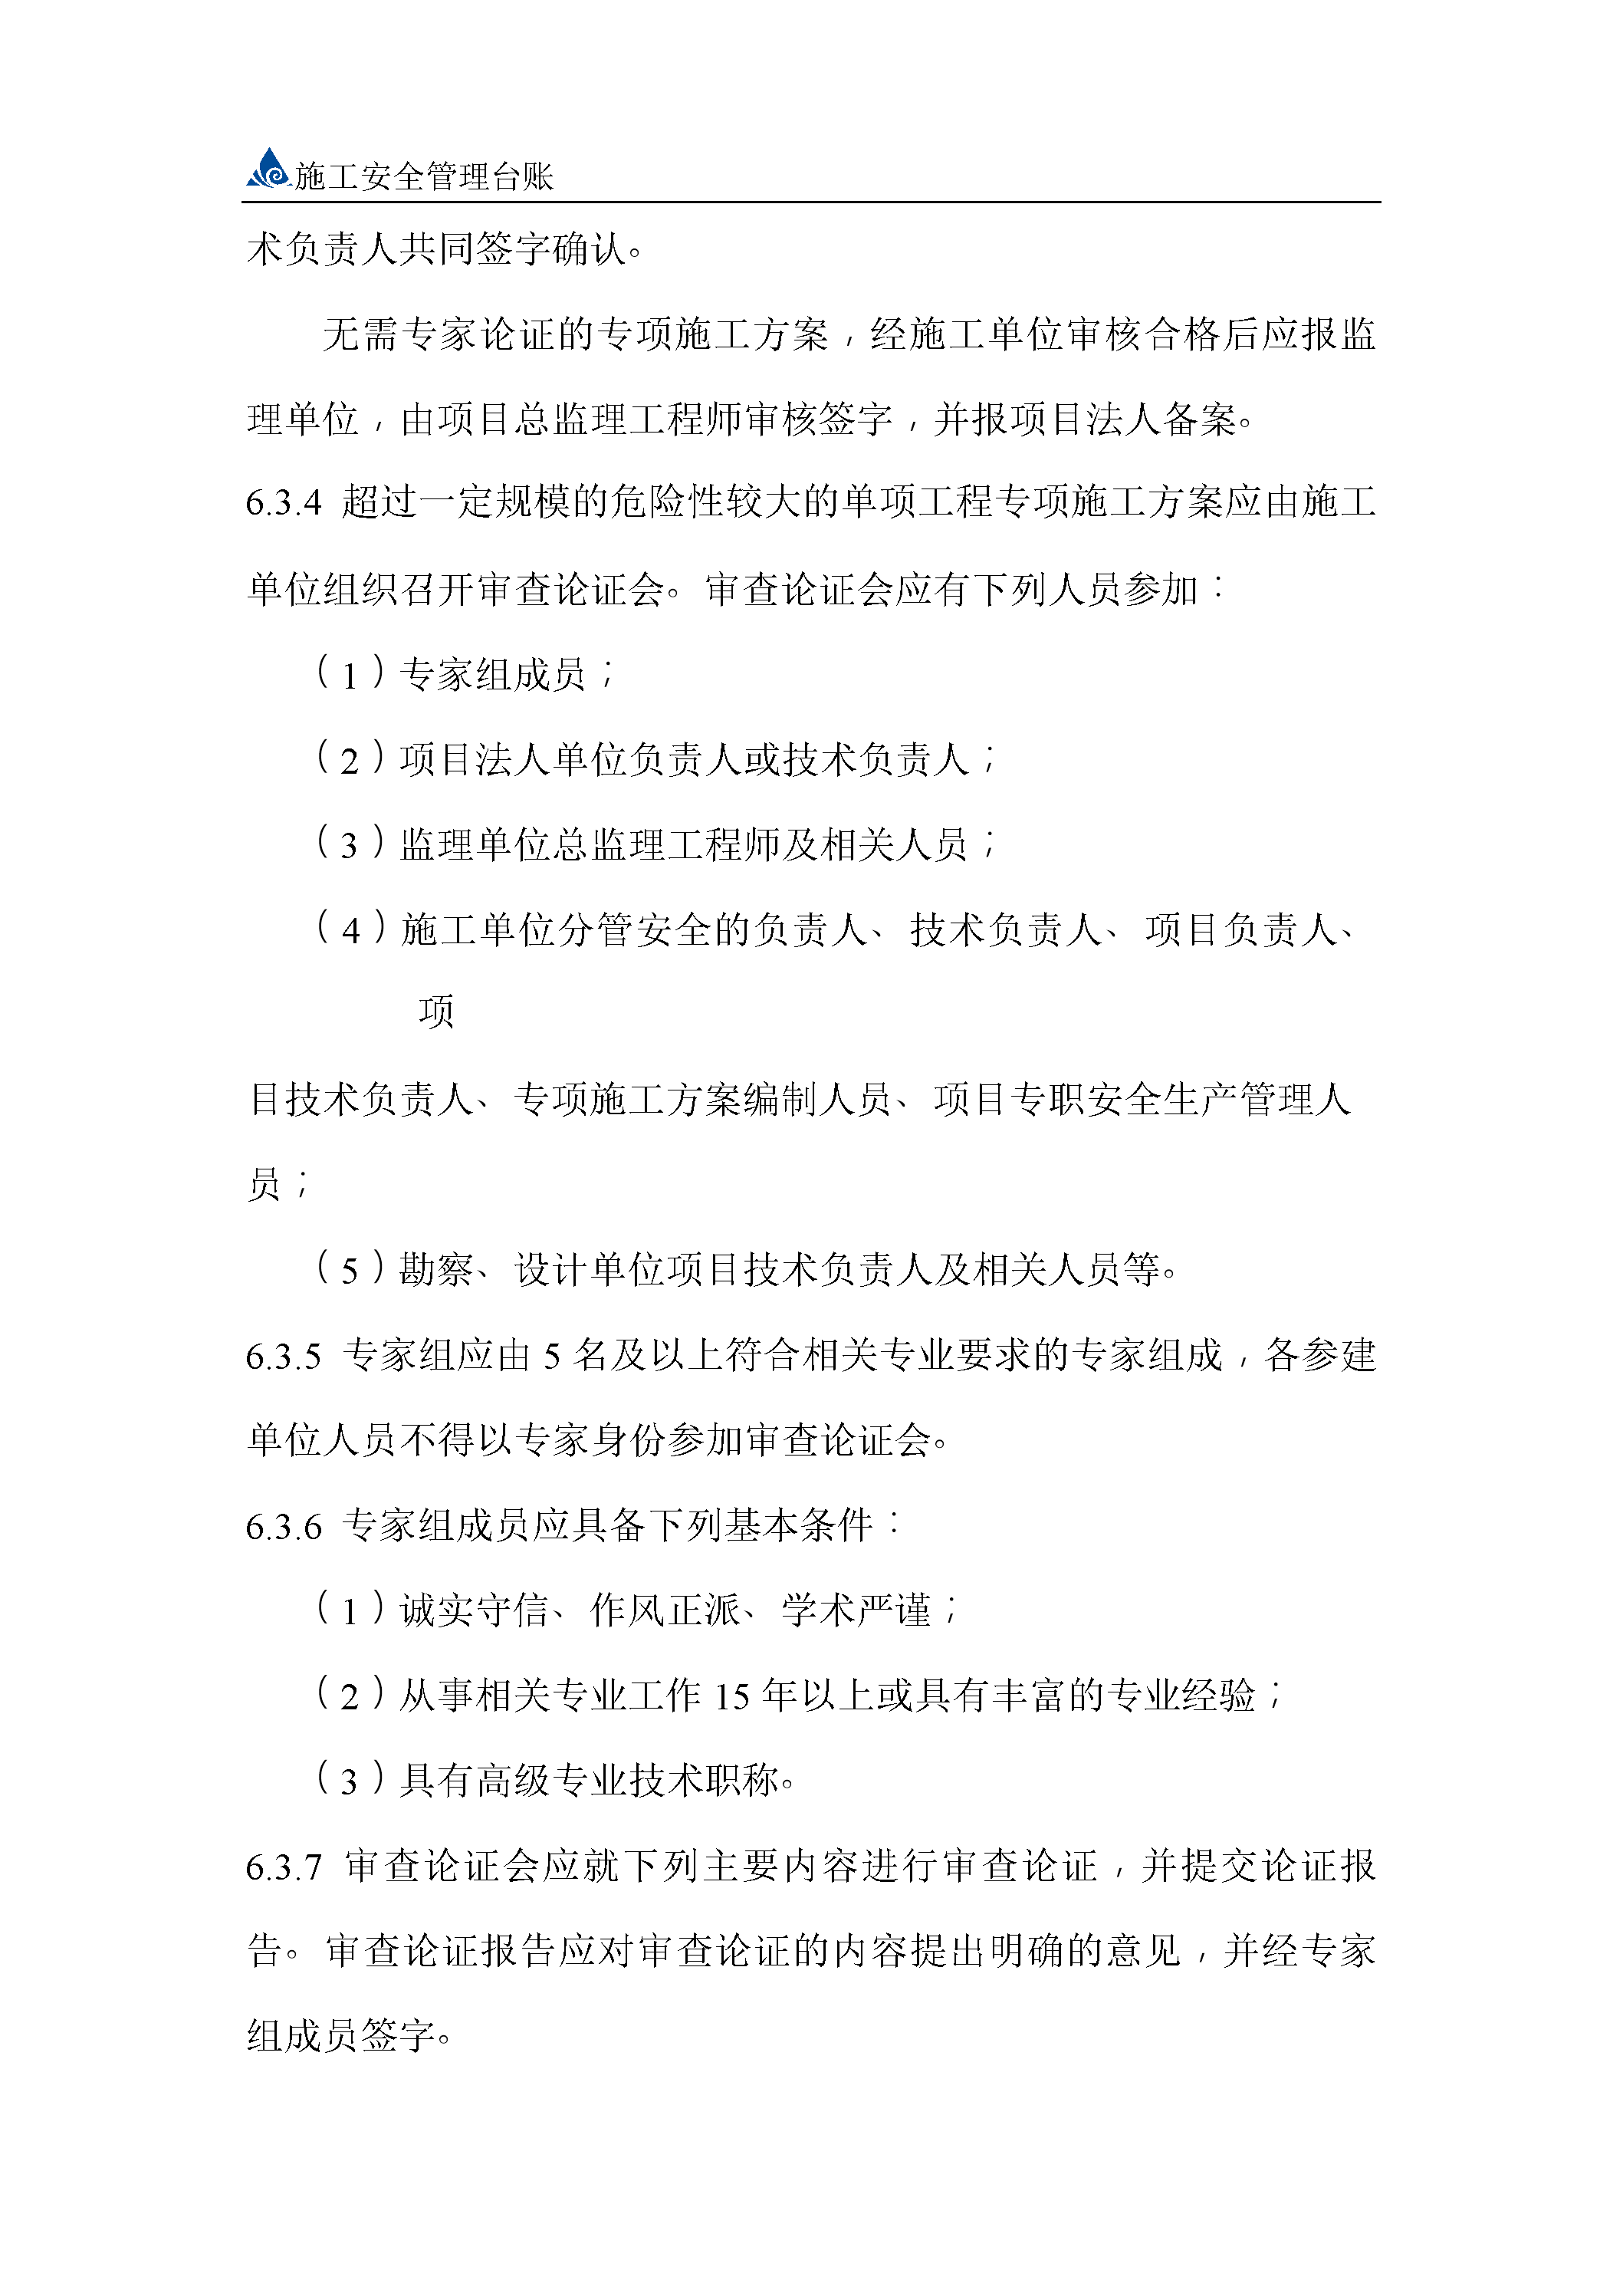 施工安全管理台账
术负责人共同签字确认。
无需专家论证的专项施工方案，经施工单位审核合格后应报监
理单位，由项目总监理工程师审核签字，并报项目法人备案。
6.3.4 超过一定规模的危险性较大的单项工程专项施工方案应由施工
单位组织召开审查论证会。审查论证会应有下列人员参加：
（1）专家组成员；
（2）项目法人单位负责人或技术负责人；
（3）监理单位总监理工程师及相关人员；
（4）施工单位分管安全的负责人、技术负责人、项目负责人、
项
目技术负责人、专项施工方案编制人员、项目专职安全生产管理人
员；
（5）勘察、设计单位项目技术负责人及相关人员等。
6.3.5 专家组应由 5 名及以上符合相关专业要求的专家组成，各参建
单位人员不得以专家身份参加审查论证会。
6.3.6 专家组成员应具备下列基本条件：
（1）诚实守信、作风正派、学术严谨；
（2）从事相关专业工作 15 年以上或具有丰富的专业经验；
（3）具有高级专业技术职称。
6.3.7 审查论证会应就下列主要内容进行审查论证，并提交论证报
告。审查论证报告应对审查论证的内容提出明确的意见，并经专家
组成员签字。